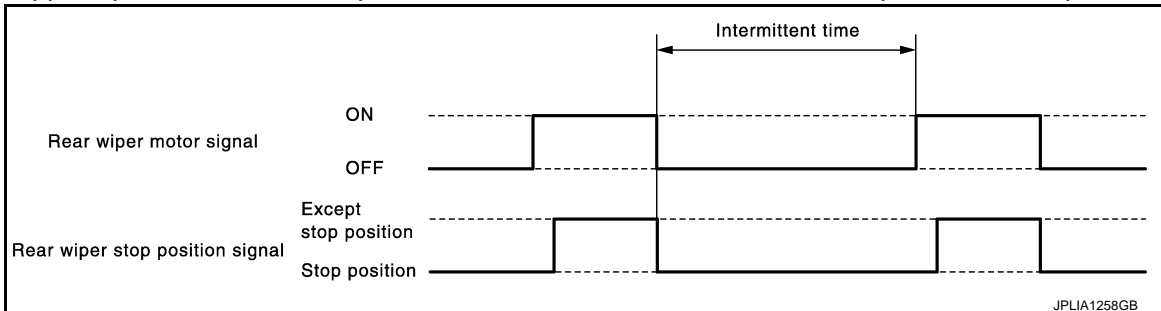 Intermittent time
ON
Rear wiper motor signal
OFF
Except
stop position
Rear wiper stop position signal
Stop position
JPLIA1258GB